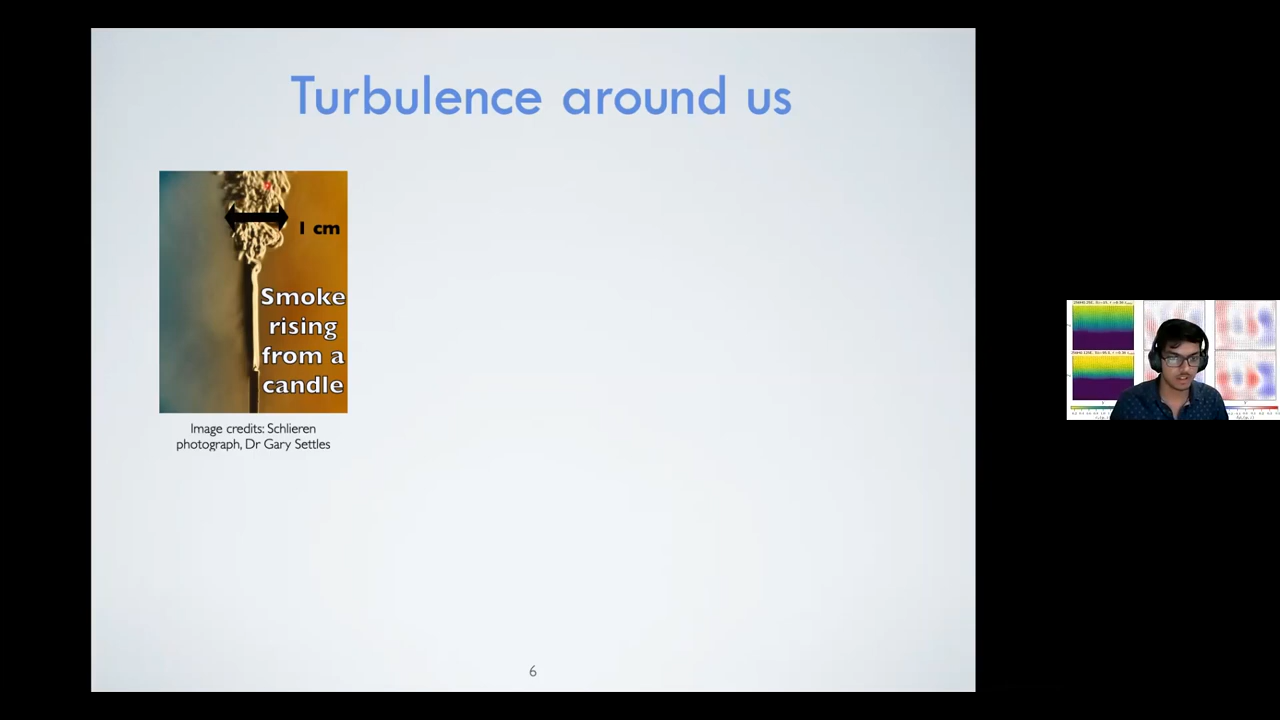 Turbulence around us
1 cm
Smoke
rising
from a
candle
Image credits: Schlieren
photograph, Dr Gary Settles
6